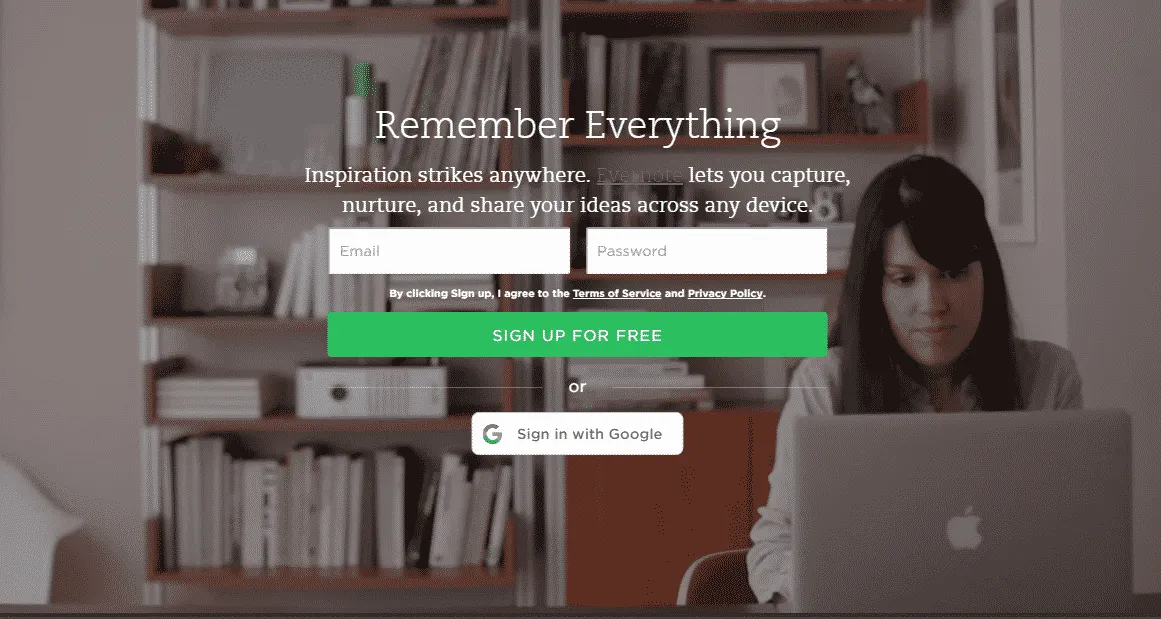 Remember Everything
Inspiration strikes anywhere. Evernote lets you capture,
nurture, and share your ideas across any device.
Email Password
By clicking Sign up, I agree to the Terms of Service and Privacy Policy.
SIGN UP FOR FREE
or
Sign in with Google